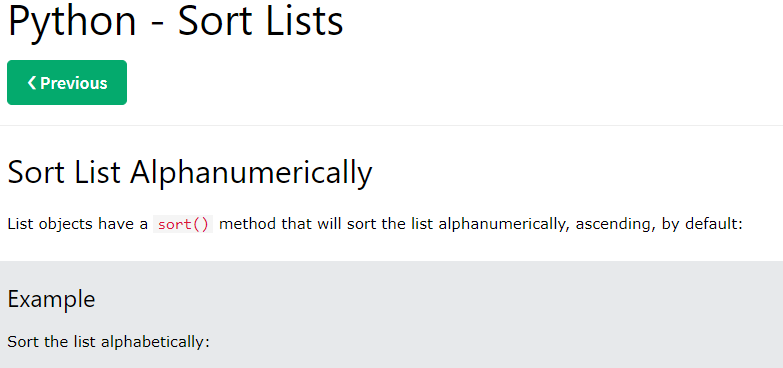 Python - Sort Lists
❮ Previous
Sort List Alphanumerically
List objects have a sort() method that will sort the list alphanumerically, ascending, by default:
Example
Sort the list alphabetically: